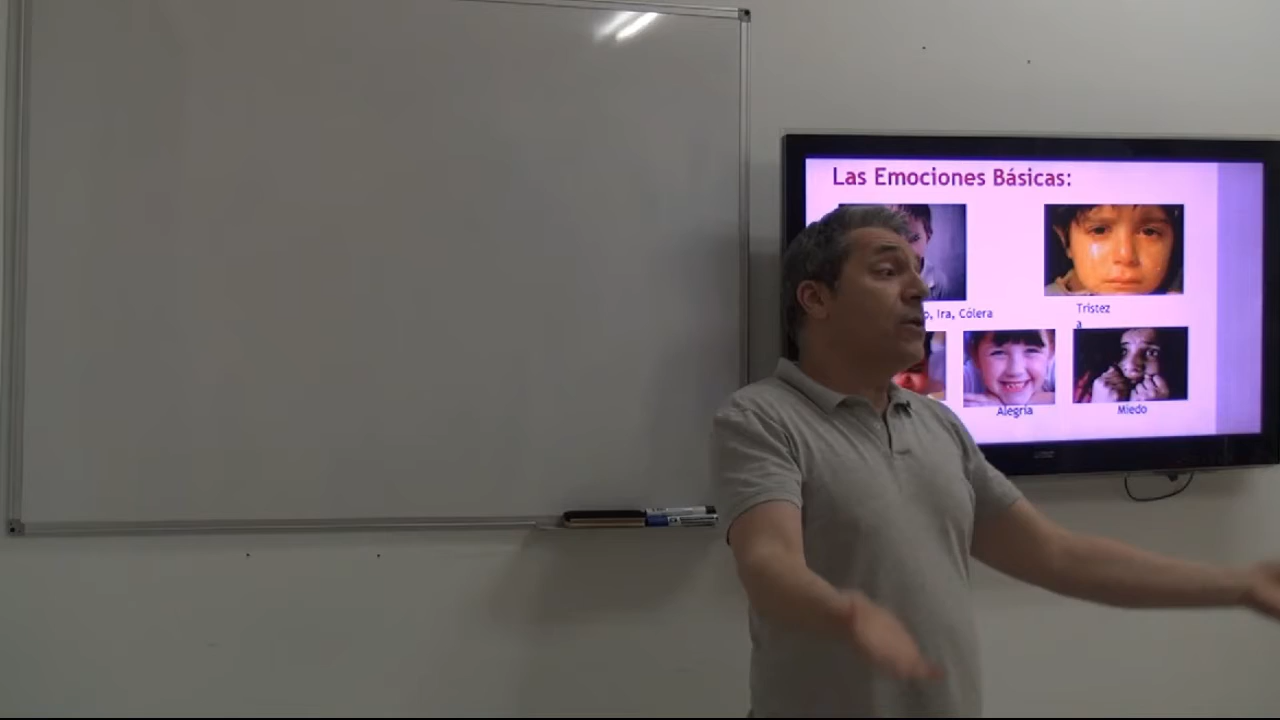 Las Emociones Básicas:
, Ira, Cólera
Tristez
a
Alegría
Miedo